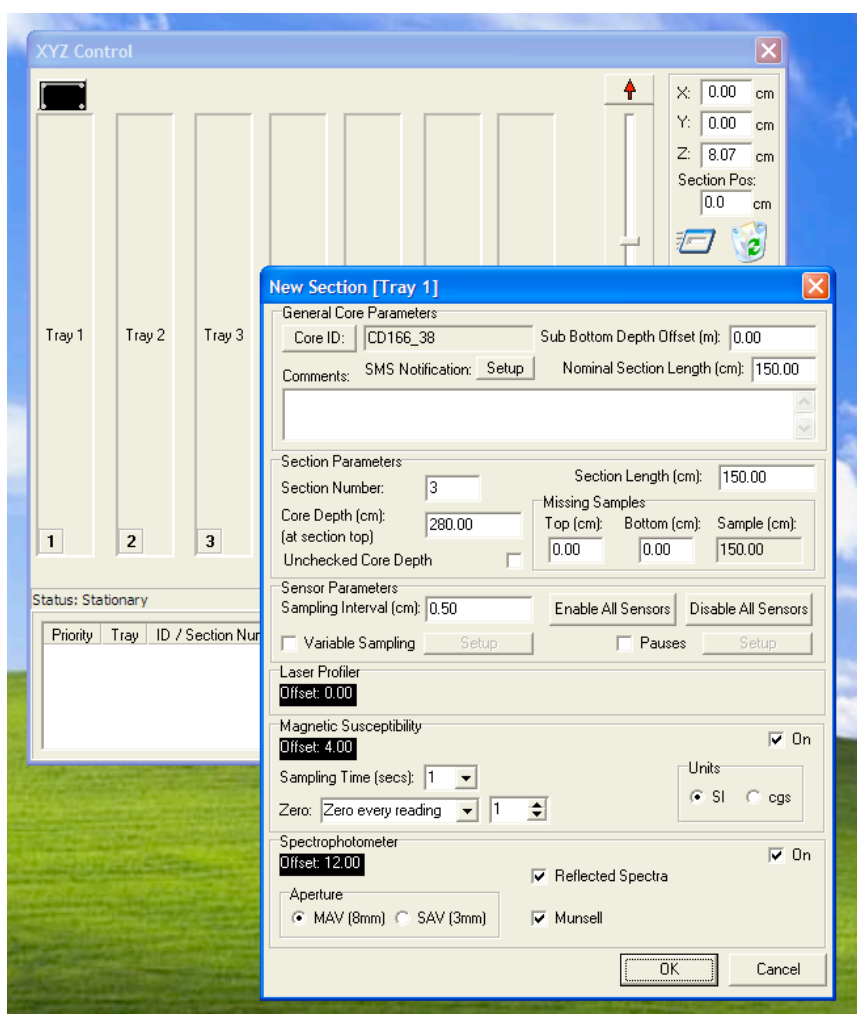 XYZ Control
X: 0.00 cm
Y: 0.00 cm
Z: 8.07 cm
Section Pos:
0.0 cm
Tray 1 Tray 2 Tray 3
1 2 3
Status: Stationary
Priority Tray ID / Section Nur
New Section [Tray 1]
General Core Parameters
Core ID: CD166_38 Sub Bottom Depth Offset (m): 0.00
Comments: SMS Notification: Setup Nominal Section Length (cm): 150.00
Section Parameters
Section Number: 3 Section Length (cm): 150.00
Core Depth (cm):
(at section top) 280.00
Unchecked Core Depth
Missing Samples
Top (cm): Bottom (cm): Sample (cm):
0.00 0.00 150.00
Sensor Parameters
Sampling Interval (cm): 0.50 Enable All Sensors Disable All Sensors
Variable Sampling Setup Pauses Setup
Laser Profiler
Offset: 0.00
Magnetic Susceptibility
Offset: 4.00 On
Sampling Time (secs): 1
Zero: Zero every reading 1
Units
SI cgs
Spectrophotometer
Offset: 12.00 On
Reflected Spectra
Aperture
MAV (8mm) SAV (3mm) Munsell
OK Cancel